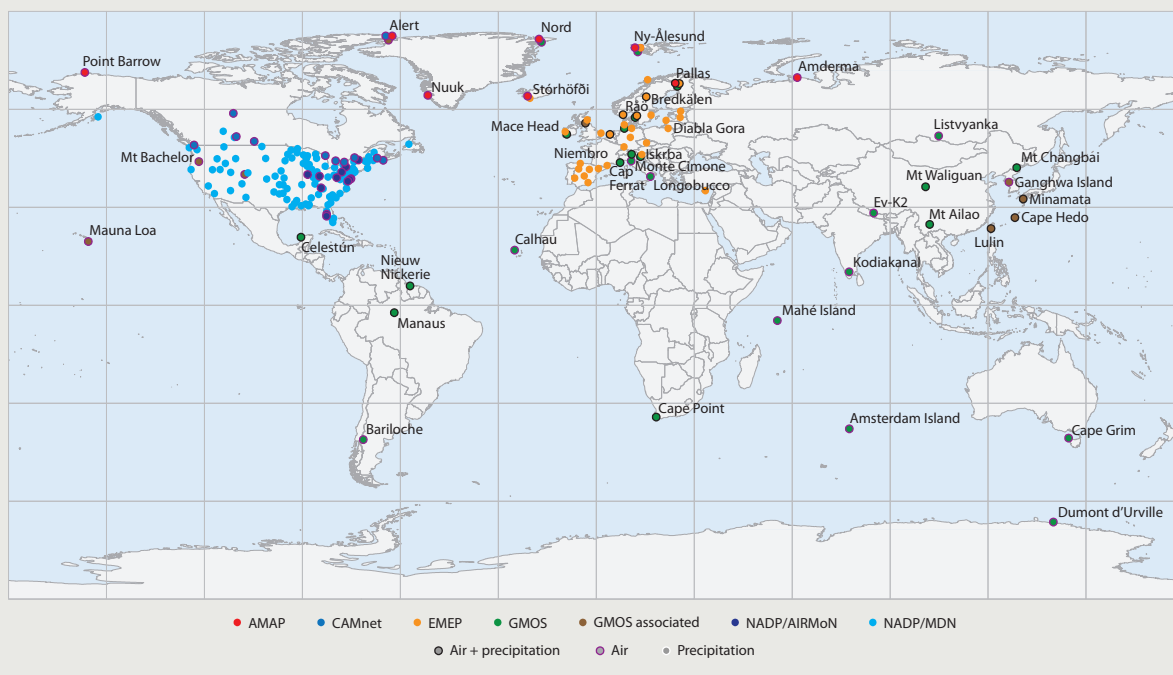 Alert
Nord
Ny-Ålesund
Point Barrow
Nuuk
Stórhöfði
Pallas
Amderma
Bredkälen
Råö
Mace Head
Diabla Gora
Listvyanka
Mt Bachelor
Niembro
Iskrba
Monte Cimone
Cap
Ferrat
Longobucco
Mt Changbai
Mt Waliguan
Ganghwa Island
Minamata
Ev-K2
Mt Ailao
Cape Hedo
Lulin
Mauna Loa
Celestún
Calhau
Nieuw
Nickerie
Kodiakanal
Manaus
Mahé Island
Cape Point
Bariloche
Amsterdam Island
Cape Grim
Dumont d’Urville
AMAP CAMnet EMEP GMOS GMOS associated NADP/AIRMoN NADP/MDN
Air + precipitation Air Precipitation